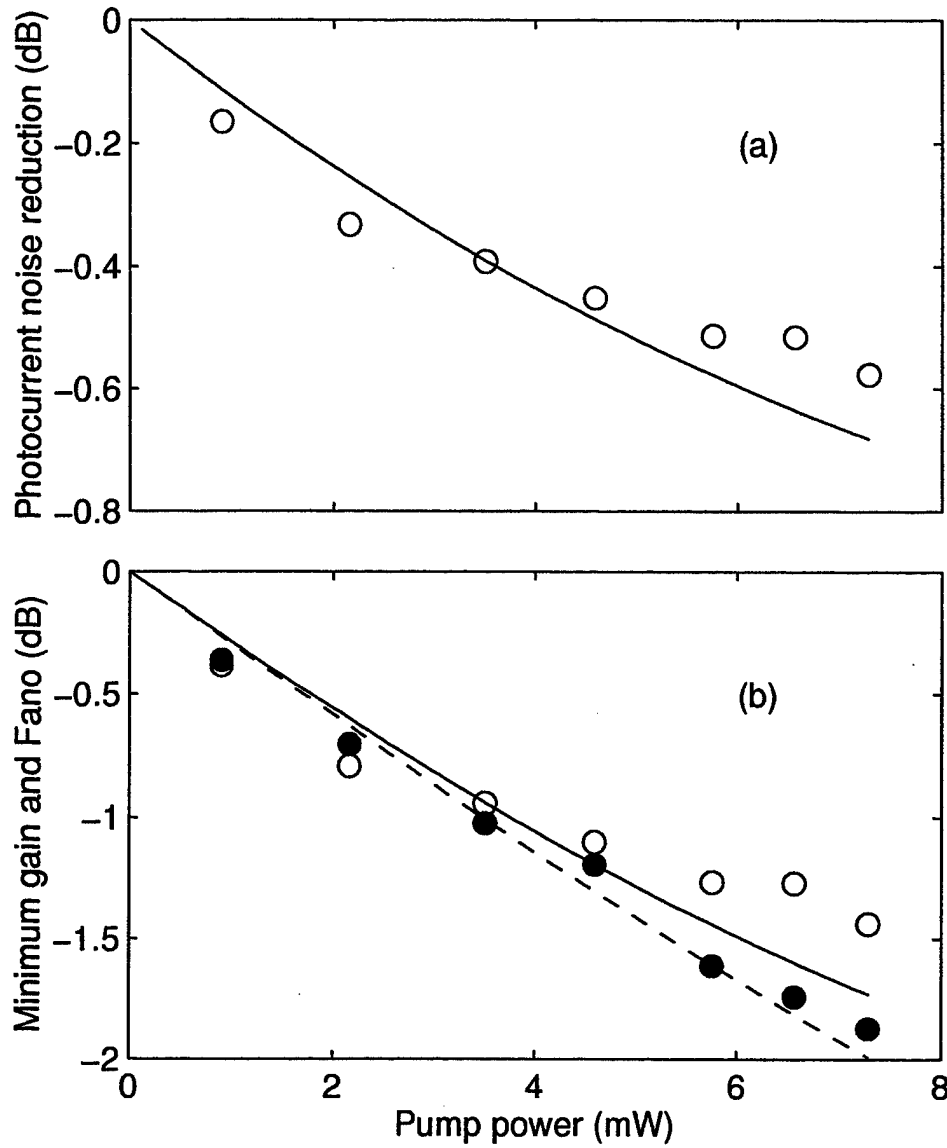 Photocurrent noise reduction (dB)
0
−0.2
−0.4
−0.6
−0.8
(a)
Minimum gain and Fano (dB)
0
−0.5
−1
−1.5
−2
(b)
0 2 4 6 8
Pump power (mW)